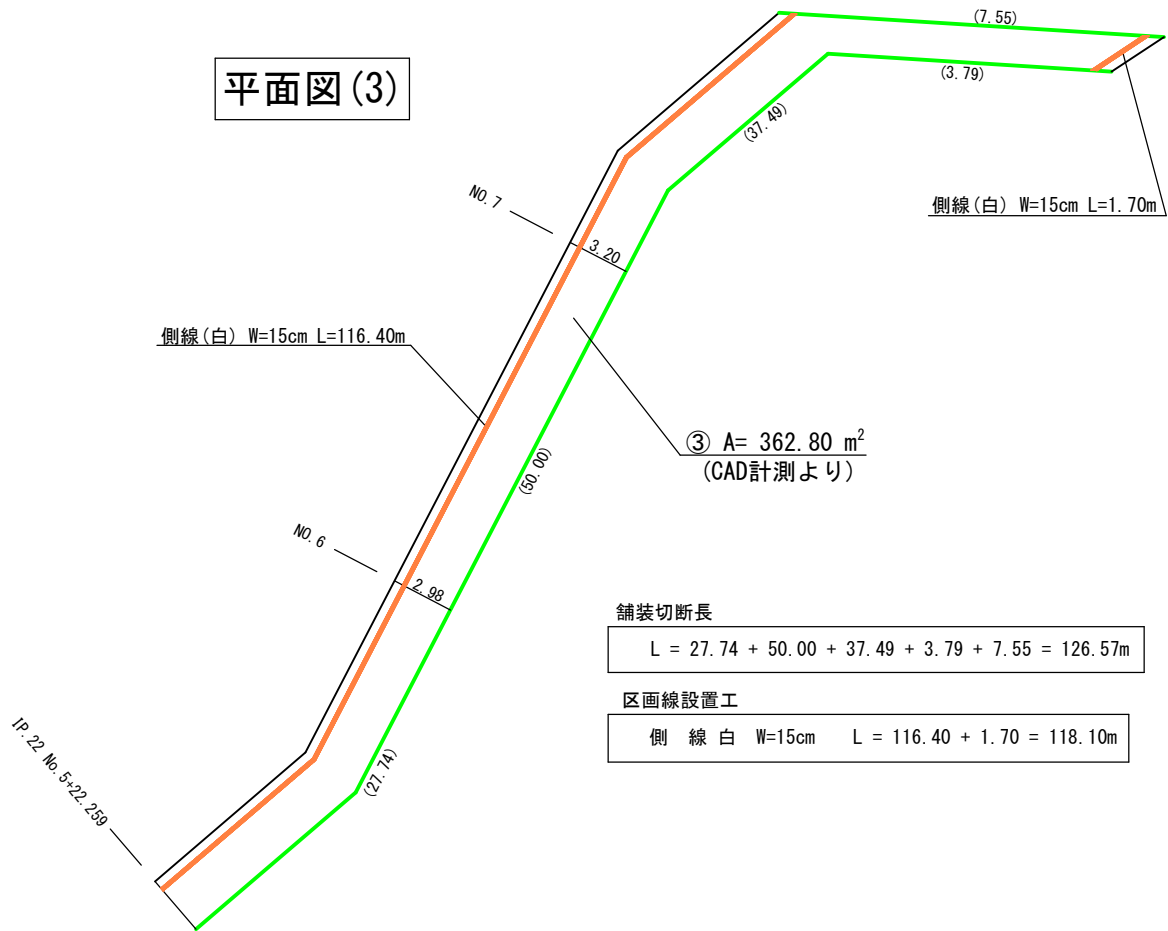 平面図(3)
(7.55)
(3.79)
(37.49)
NO.7
側線(白) W=15cm L=1.70m
3.20
側線(白) W=15cm L=116.40m
③ A= 362.80 m²
(CAD計測より)
(50.00)
NO.6
2.98
舗装切断長
L = 27.74 + 50.00 + 37.49 + 3.79 + 7.55 = 126.57m
区画線設置工
側 線 白 W=15cm L = 116.40 + 1.70 = 118.10m
IP.22 No.5+22.259
(27.74)